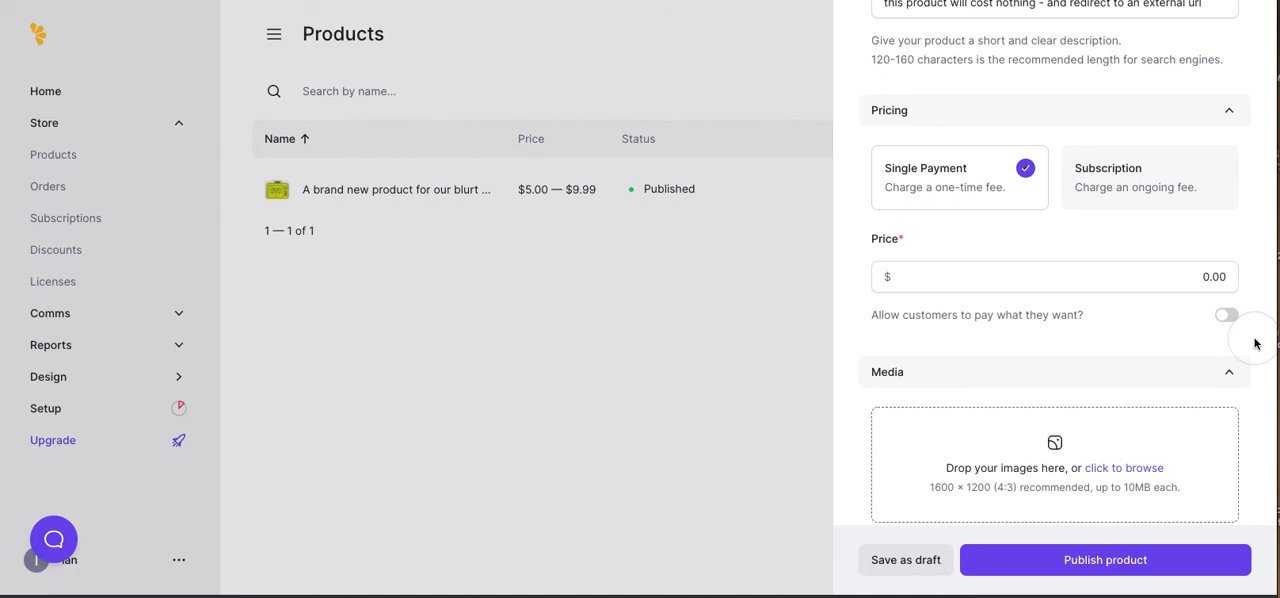 Home
Store
Products
Orders
Subscriptions
Discounts
Licenses
Comms
Reports
Design
Setup
Upgrade
Products
Search by name...
Name Price Status
A brand new product for our blurt ... $5.00 — $9.99 Published
1 — 1 of 1
this product will cost nothing - and redirect to an external url
Give your product a short and clear description.
120-160 characters is the recommended length for search engines.
Pricing
Single Payment
Charge a one-time fee.
Subscription
Charge an ongoing fee.
Price*
$ 0.00
Allow customers to pay what they want?
Media
Drop your images here, or click to browse
1600 × 1200 (4:3) recommended, up to 10MB each.
Save as draft
Publish product